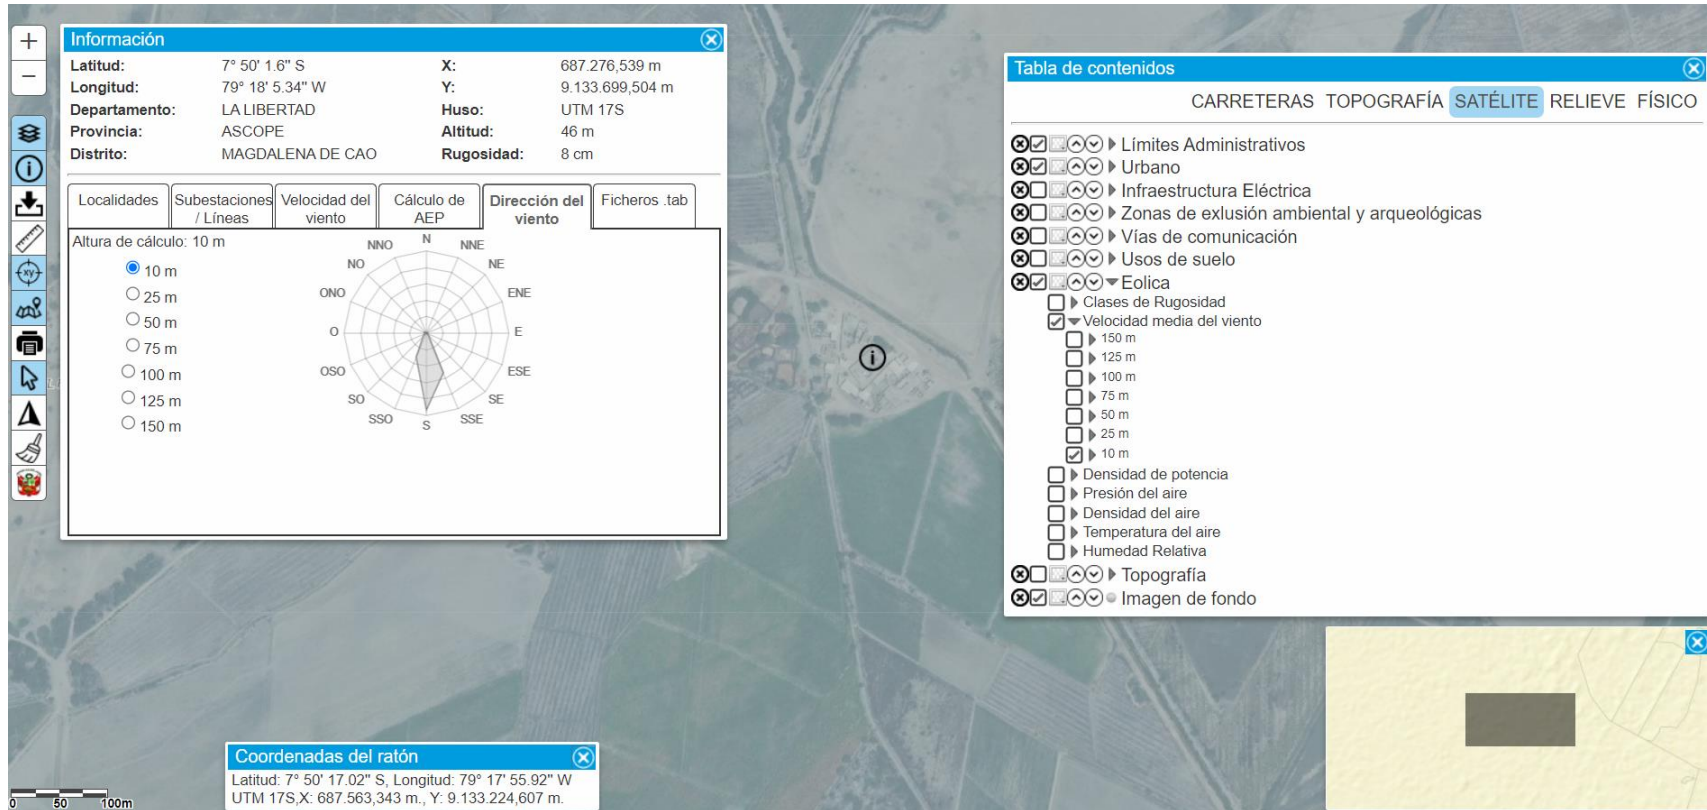 +
−
Información
Latitud: 7° 50' 1.6" S X: 687.276,539 m
Longitud: 79° 18' 5.34" W Y: 9.133.699,504 m
Departamento: LA LIBERTAD Huso: UTM 17S
Provincia: ASCOPE Altitud: 46 m
Distrito: MAGDALENA DE CAO Rugosidad: 8 cm
Localidades
Subestaciones
/ Líneas
Velocidad del
viento
Cálculo de
AEP
Dirección del
viento
Ficheros .tab
Altura de cálculo: 10 m
10 m
25 m
50 m
75 m
100 m
125 m
150 m
N
NNE
NE
ENE
E
ESE
SE
SSE
S
SSO
SO
OSO
O
ONO
NO
NNO
xy
i
Tabla de contenidos
CARRETERAS TOPOGRAFÍA SATÉLITE RELIEVE FÍSICO
Límites Administrativos
Urbano
Infraestructura Eléctrica
Zonas de exlusión ambiental y arqueológicas
Vías de comunicación
Usos de suelo
Eolica
Clases de Rugosidad
Velocidad media del viento
150 m
125 m
100 m
75 m
50 m
25 m
10 m
Densidad de potencia
Presión del aire
Densidad del aire
Temperatura del aire
Humedad Relativa
Topografía
Imagen de fondo
Coordenadas del ratón
Latitud: 7° 50' 17.02" S, Longitud: 79° 17' 55.92" W
UTM 17S,X: 687.563,343 m., Y: 9.133.224,607 m.
0 50 100m